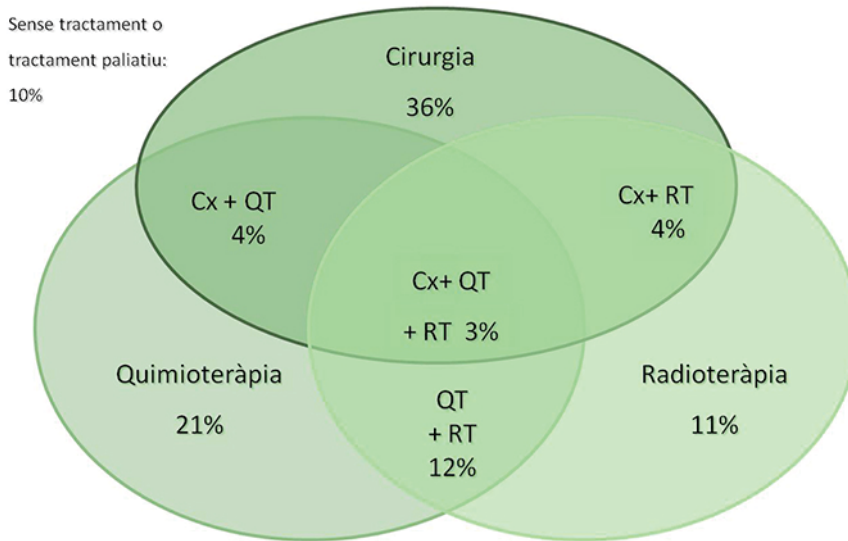 Sense tractament o
tractament paliatiu:
10%
Cirurgia
36%
Cx + QT
4%
Cx+ RT
4%
Cx+ QT
+ RT 3%
Quimioteràpia
21%
QT
+ RT
12%
Radioteràpia
11%